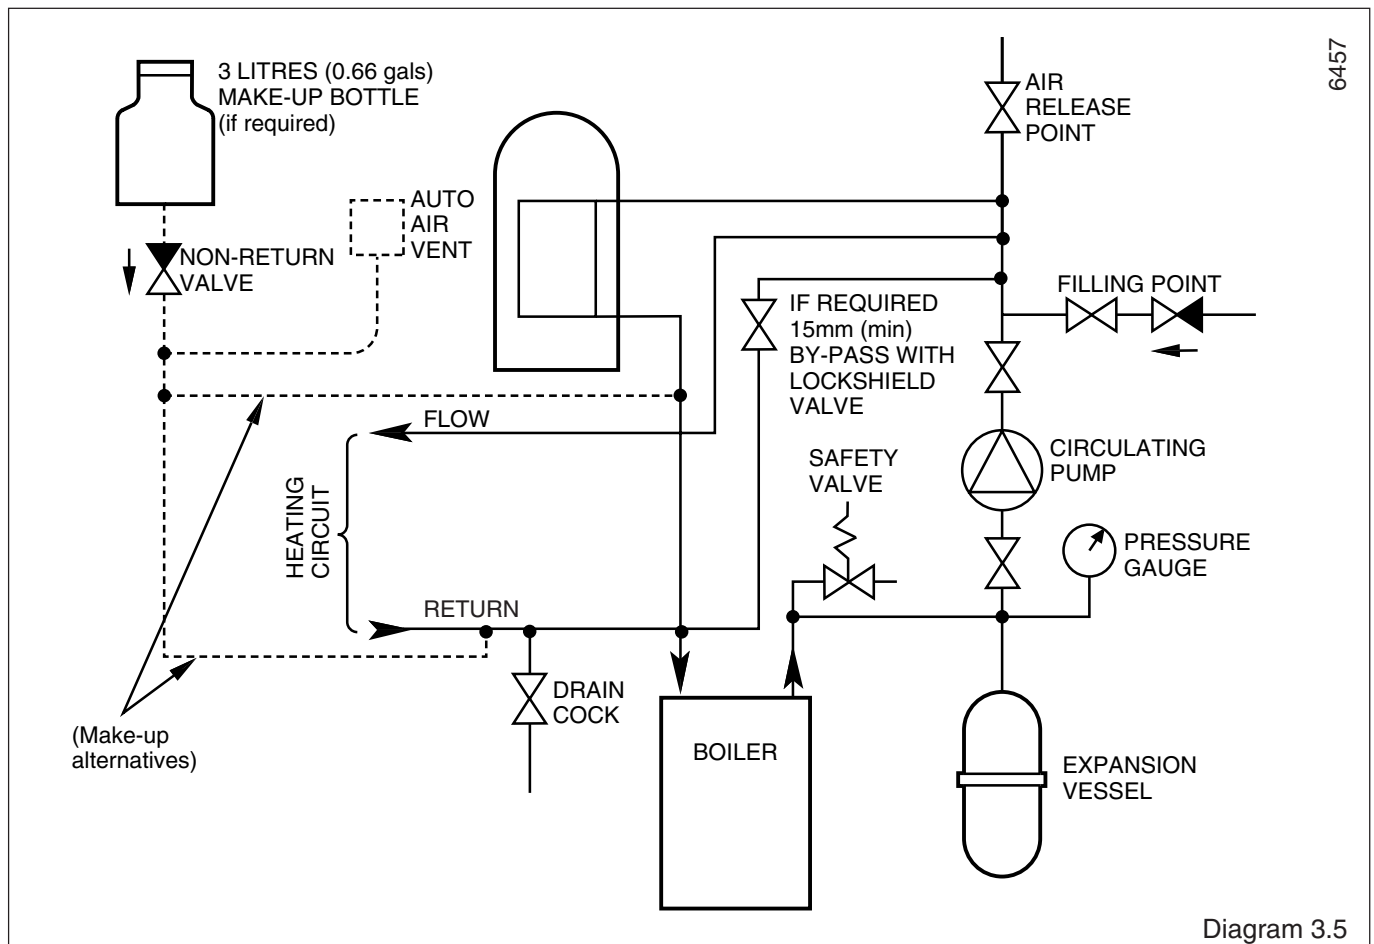 3 LITRES (0.66 gals)
MAKE-UP BOTTLE
(if required)
6457
AIR
RELEASE
POINT
AUTO
AIR
VENT
NON-RETURN
VALVE
FILLING POINT
IF REQUIRED
15mm (min)
BY-PASS WITH
LOCKSHIELD
VALVE
FLOW
CIRCULATING
PUMP
SAFETY
VALVE
HEATING
CIRCUIT
PRESSURE
GAUGE
RETURN
DRAIN
COCK
(Make-up
alternatives)
BOILER
EXPANSION
VESSEL
Diagram 3.5